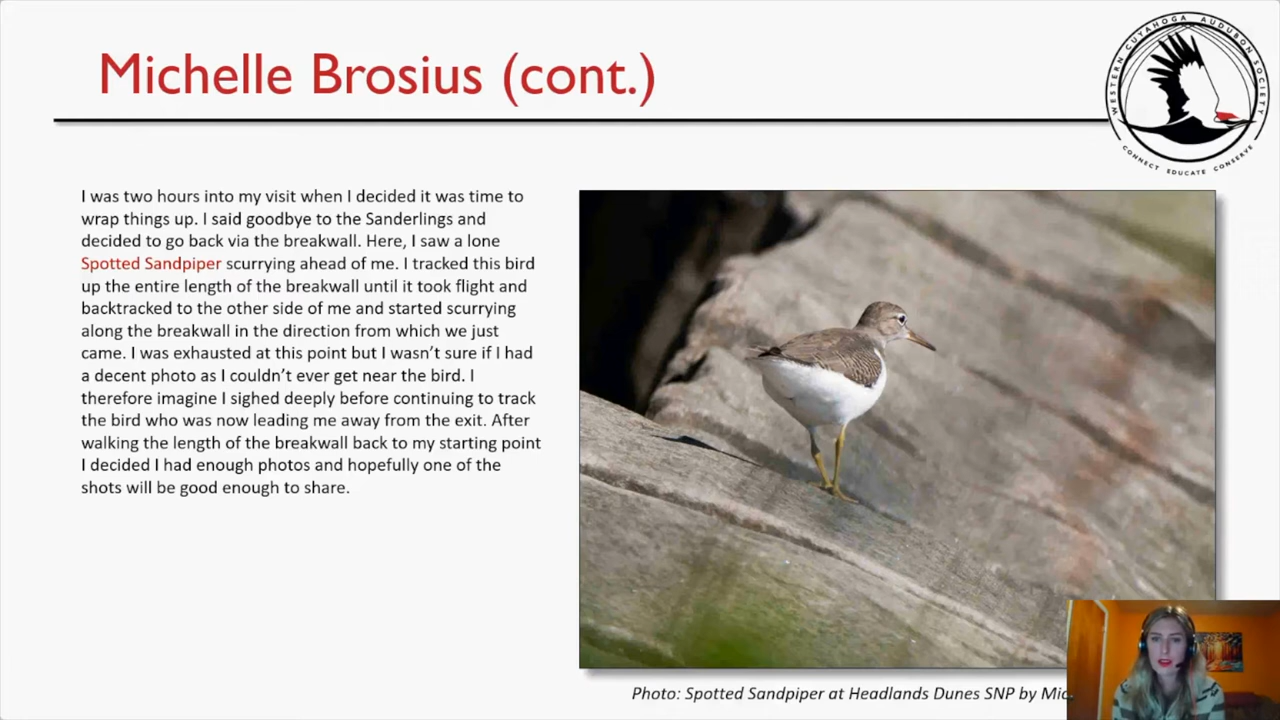 Michelle Brosius (cont.)
WESTERN CUYAHOGA AUDUBON SOCIETY
CONNECT EDUCATE CONSERVE
I was two hours into my visit when I decided it was time to
wrap things up. I said goodbye to the Sanderlings and
decided to go back via the breakwall. Here, I saw a lone
Spotted Sandpiper scurrying ahead of me. I tracked this bird
up the entire length of the breakwall until it took flight and
backtracked to the other side of me and started scurrying
along the breakwall in the direction from which we just
came. I was exhausted at this point but I wasn’t sure if I had
a decent photo as I couldn’t ever get near the bird. I
therefore imagine I sighed deeply before continuing to track
the bird who was now leading me away from the exit. After
walking the length of the breakwall back to my starting point
I decided I had enough photos and hopefully one of the
shots will be good enough to share.
Photo: Spotted Sandpiper at Headlands Dunes SNP by